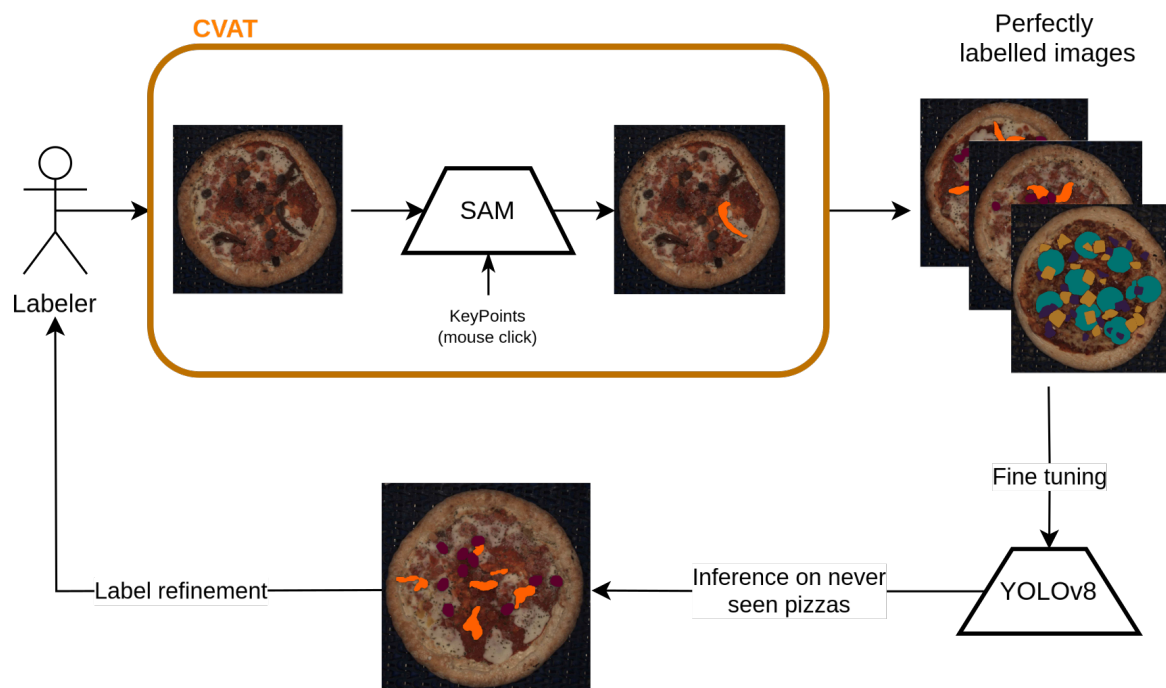 CVAT
Perfectly
labelled images
SAM
KeyPoints
(mouse click)
Labeler
Fine tuning
YOLOv8
Inference on never
seen pizzas
Label refinement